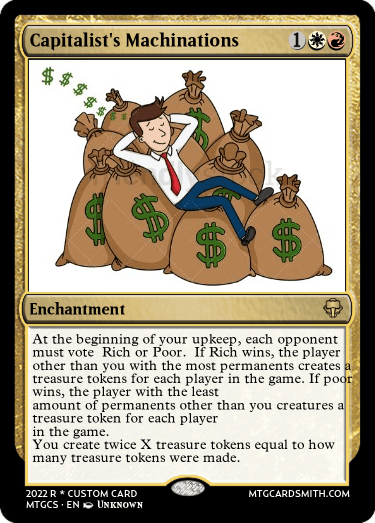 Capitalist's Machinations 1
$ $ $ $ $ $ $ $
$ $ $ $ $ $
Enchantment
At the beginning of your upkeep, each opponent
must vote Rich or Poor. If Rich wins, the player
other than you with the most permanents creates a
treasure tokens for each player in the game. If poor
wins, the player with the least
amount of permanents other than you creatures a
treasure token for each player
in the game.
You create twice X treasure tokens equal to how
many treasure tokens were made.
2022 R * CUSTOM CARD
MTGCARDSMITH.COM
MTGCS · EN Unknown